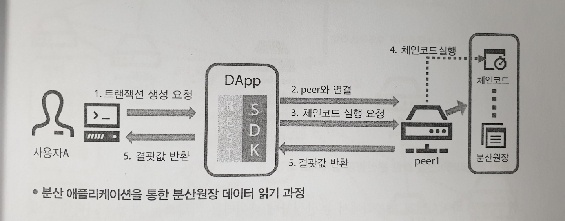 4. 체인코드 실행
DApp
1. 트랜잭션 생성 요청
2. peer와 연결
체인코드
3. 체인코드 실행 요청
S
D
K
사용자A
5. 결괏값 반환
5. 결괏값 반환
peer1
분산원장
• 분산 애플리케이션을 통한 분산원장 데이터 읽기 과정